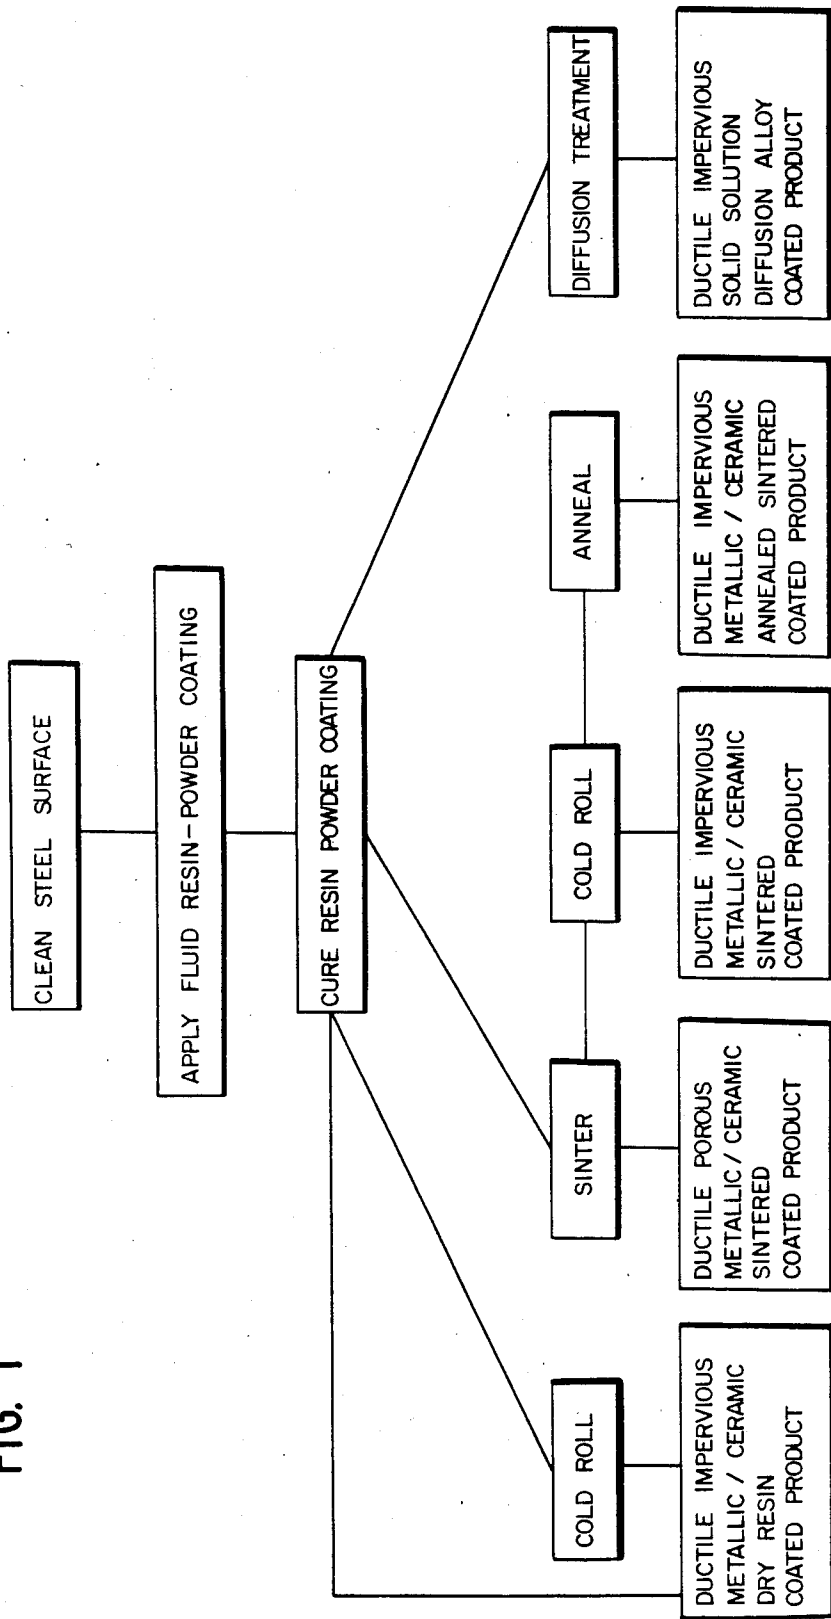 FIG. 1
CLEAN STEEL SURFACE
APPLY FLUID RESIN-POWDER COATING
CURE RESIN POWDER COATING
COLD ROLL
SINTER
COLD ROLL
ANNEAL
DIFFUSION TREATMENT
DUCTILE IMPERVIOUS
METALLIC / CERAMIC
DRY RESIN
COATED PRODUCT
DUCTILE POROUS
METALLIC / CERAMIC
SINTERED
COATED PRODUCT
DUCTILE IMPERVIOUS
METALLIC / CERAMIC
SINTERED
COATED PRODUCT
DUCTILE IMPERVIOUS
METALLIC / CERAMIC
ANNEALED SINTERED
COATED PRODUCT
DUCTILE IMPERVIOUS
SOLID SOLUTION
DIFFUSION ALLOY
COATED PRODUCT